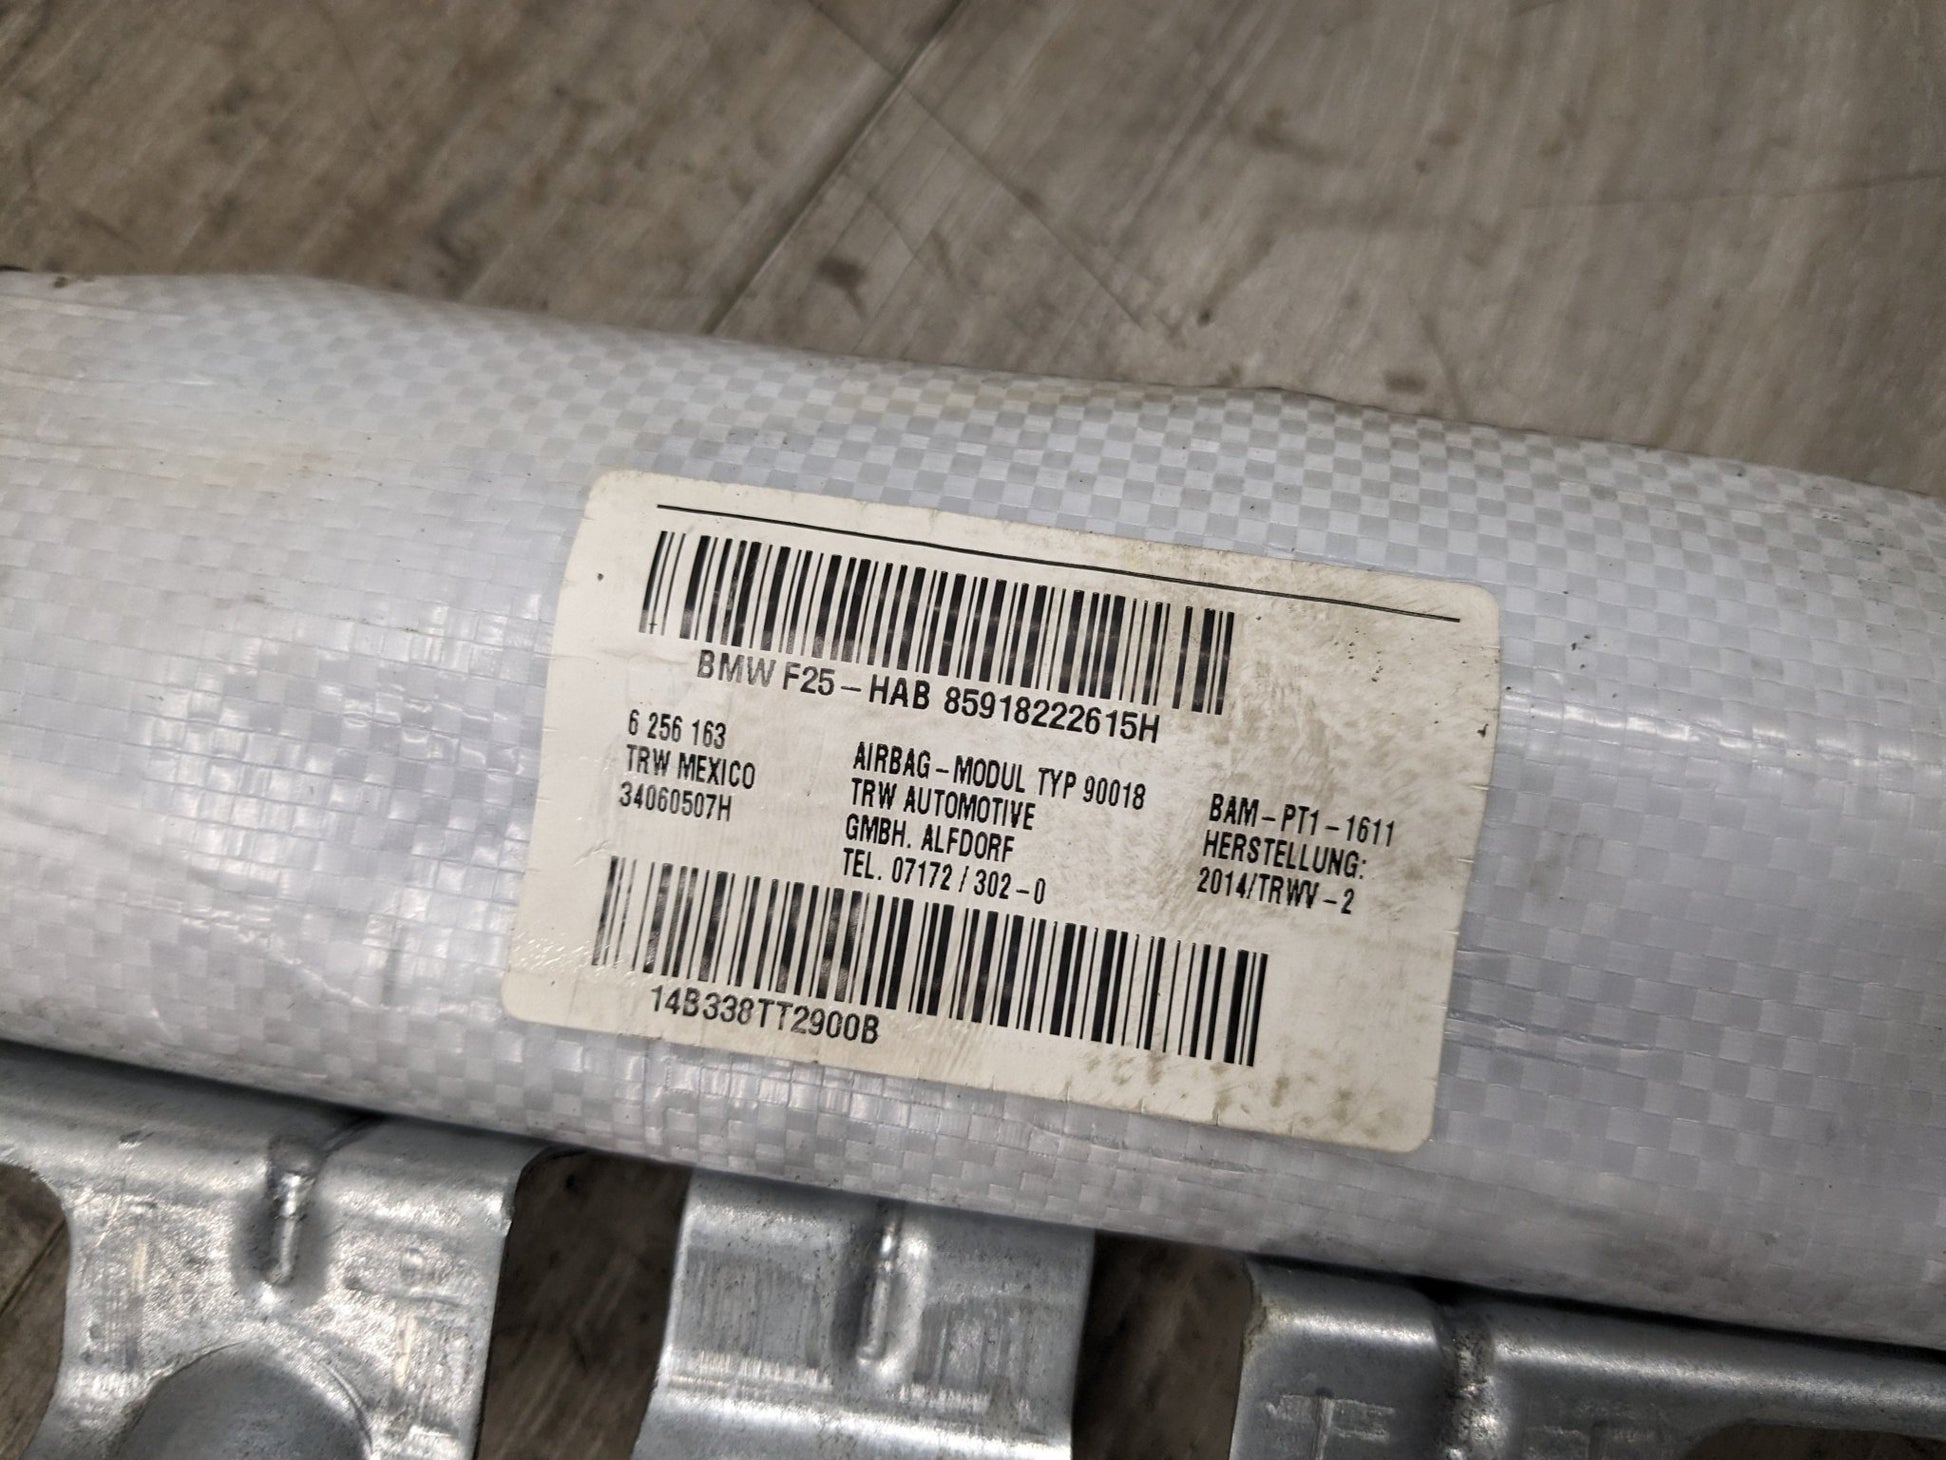 BMW F25-HAB 85918222615H
6 256 163
TRW MEXICO
34060507H
AIRBAG-MODUL TYP 90018
TRW AUTOMOTIVE
GMBH. ALFDORF
TEL. 07172 / 302-0
BAM-PT1-1611
HERSTELLUNG:
2014/TRWV-2
14B338TT2900B